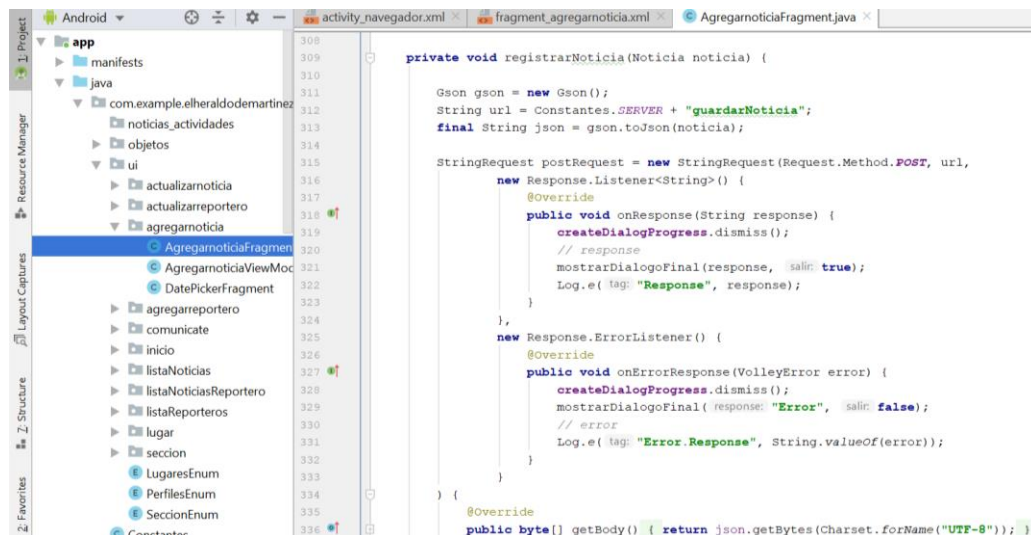 Android
activity_navegador.xml
fragment_agregarnoticia.xml
AgregarnoticiaFragment.java
1: Project
Resource Manager
Layout Captures
Z: Structure
2: Favorites
app
manifests
java
com.example.elheraldodemartinez
noticias_actividades
objetos
ui
actualizarnoticia
actualizarreportero
agregarnoticia
AgregarnoticiaFragmen
AgregarnoticiaViewMod
DatePickerFragment
agregarreportero
comunicate
inicio
listaNoticias
listaNoticiasReportero
listaReporteros
lugar
seccion
LugaresEnum
PerfilesEnum
SeccionEnum
Constantes
308
309 private void registrarNoticia(Noticia noticia) {
310
311 Gson gson = new Gson();
312 String url = Constantes.SERVER + "guardarNoticia";
313 final String json = gson.toJson(noticia);
314
315 StringRequest postRequest = new StringRequest(Request.Method.POST, url,
316 new Response.Listener<String>() {
317 @Override
318 public void onResponse(String response) {
319 createDialogProgress.dismiss();
320 // response
321 mostrarDialogoFinal(response, salir: true);
322 Log.e( tag: "Response", response);
323 }
324 },
325 new Response.ErrorListener() {
326 @Override
327 public void onErrorResponse(VolleyError error) {
328 createDialogProgress.dismiss();
329 mostrarDialogoFinal( response: "Error", salir: false);
330 // error
331 Log.e( tag: "Error.Response", String.valueOf(error));
332 }
333 }
334 ) {
335 @Override
336 public byte[] getBody() { return json.getBytes(Charset.forName("UTF-8")); }